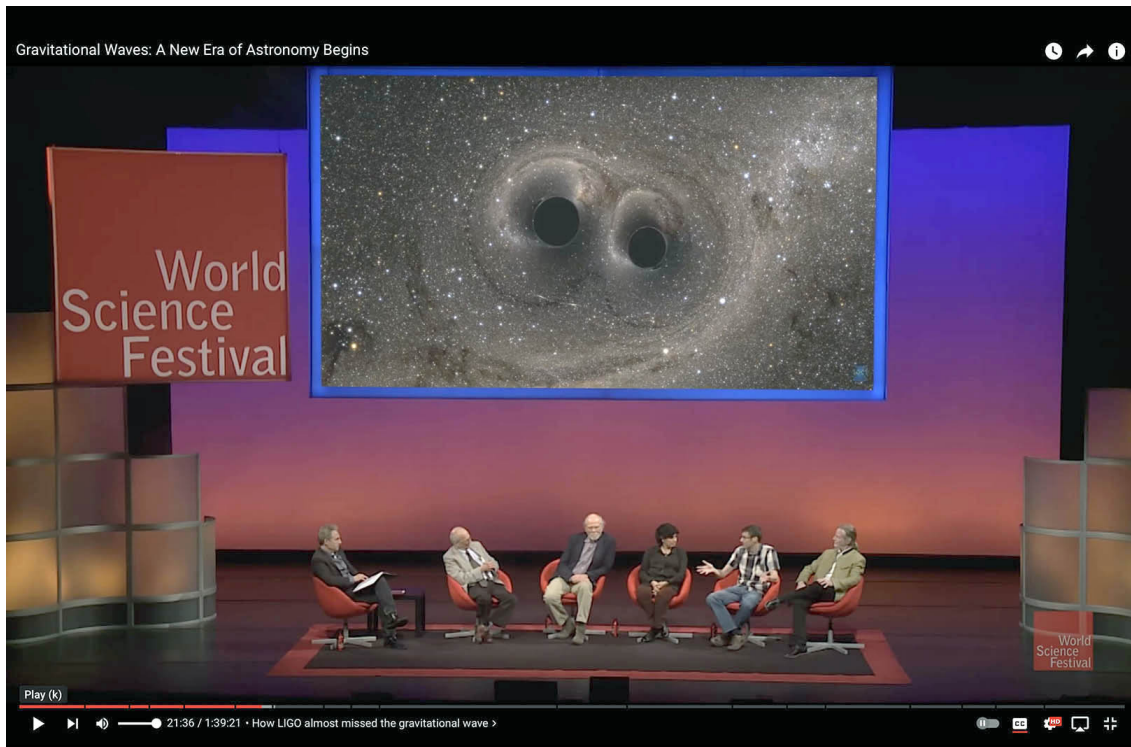 Gravitational Waves: A New Era of Astronomy Begins
World
Science
Festival
World
Science
Festival
Play (k)
21:36 / 1:39:21 • How LIGO almost missed the gravitational wave >
CC
HD